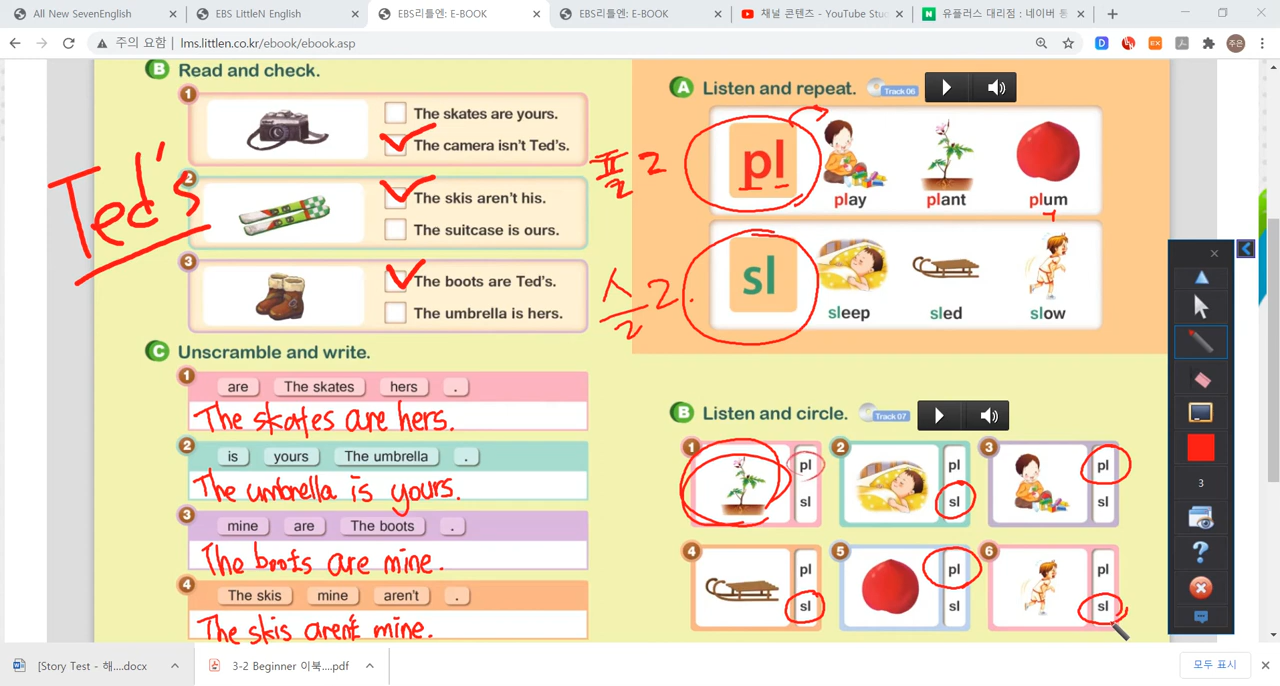 All New SevenEnglish
EBS LittleN English
EBS리틀엔: E-BOOK
EBS리틀엔: E-BOOK
채널 콘텐츠 - YouTube Stu
유플러스 대리점 : 네이버 통
주의 요함 | lms.littlen.co.kr/ebook/ebook.asp
B Read and check.
1
The skates are yours.
The camera isn't Ted's.
2
The skis aren't his.
The suitcase is ours.
3
The boots are Ted's.
The umbrella is hers.
Ted's
C Unscramble and write.
1 are The skates hers .
The skates are hers.
2 is yours The umbrella .
The umbrella is yours.
3 mine are The boots .
The boots are mine.
4 The skis mine aren't .
The skis aren't mine.
A Listen and repeat. Track 06
pl
play plant plum
sl
sleep sled slow
B Listen and circle. Track 07
1 pl sl
2 pl sl
3 pl sl
4 pl sl
5 pl sl
6 pl sl
3
[Story Test - 해....docx
3-2 Beginner 이북....pdf
모두 표시